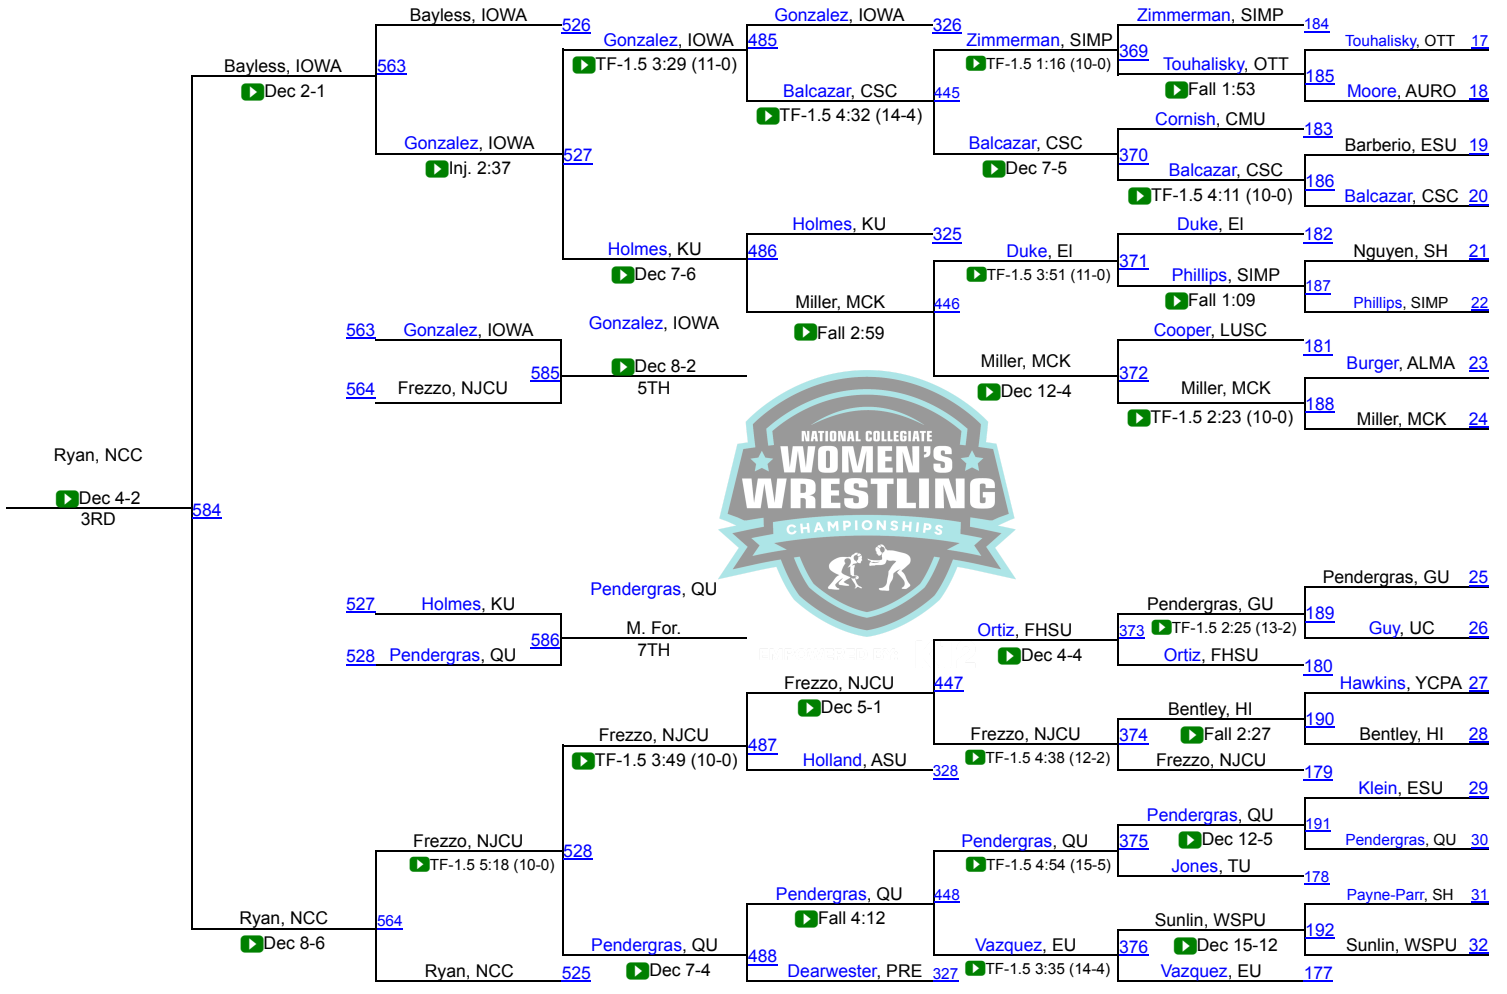 Bayless, IOWA
526
Gonzalez, IOWA
TF-1.5 3:29 (11-0)
485
Gonzalez, IOWA
326
Zimmerman, SIMP
TF-1.5 1:16 (10-0)
369
Zimmerman, SIMP
184
Touhalisky, OTT
17
Bayless, IOWA
Dec 2-1
563
Balcazar, CSC
TF-1.5 4:32 (14-4)
445
Touhalisky, OTT
Fall 1:53
185
Moore, AURO
18
Cornish, CMU
183
Barberio, ESU
19
Gonzalez, IOWA
Inj. 2:37
527
Balcazar, CSC
Dec 7-5
370
Balcazar, CSC
TF-1.5 4:11 (10-0)
186
Balcazar, CSC
20
Holmes, KU
Dec 7-6
486
Holmes, KU
325
Duke, EI
TF-1.5 3:51 (11-0)
371
Duke, EI
182
Nguyen, SH
21
Phillips, SIMP
Fall 1:09
187
Phillips, SIMP
22
Miller, MCK
Fall 2:59
446
Cooper, LUSC
181
Burger, ALMA
23
563
Gonzalez, IOWA
Gonzalez, IOWA
585
Dec 8-2
5TH
564
Frezzo, NJCU
Miller, MCK
Dec 12-4
372
Miller, MCK
TF-1.5 2:23 (10-0)
188
Miller, MCK
24
NATIONAL COLLEGIATE
WOMEN'S
WRESTLING
CHAMPIONSHIPS
Ryan, NCC
Dec 4-2
3RD
584
527
Holmes, KU
Pendergras, QU
586
M. For.
7TH
528
Pendergras, QU
Ortiz, FHSU
Dec 4-4
373
Pendergras, GU
TF-1.5 2:25 (13-2)
189
Pendergras, GU
25
Guy, UC
26
Ortiz, FHSU
180
Frezzo, NJCU
Dec 5-1
447
Hawkins, YCPA
27
Bentley, HI
Fall 2:27
190
Bentley, HI
28
Frezzo, NJCU
TF-1.5 3:49 (10-0)
487
Holland, ASU
328
Frezzo, NJCU
TF-1.5 4:38 (12-2)
374
Frezzo, NJCU
179
Klein, ESU
29
Frezzo, NJCU
TF-1.5 5:18 (10-0)
528
Pendergras, QU
TF-1.5 4:54 (15-5)
375
Pendergras, QU
Dec 12-5
191
Pendergras, QU
30
Jones, TU
178
Payne-Parr, SH
31
Ryan, NCC
Dec 8-6
564
Pendergras, QU
Fall 4:12
448
Sunlin, WSPU
Dec 15-12
192
Sunlin, WSPU
32
Pendergras, QU
Dec 7-4
488
Vazquez, EU
TF-1.5 3:35 (14-4)
376
Ryan, NCC
525
Dearwester, PRE
327
Vazquez, EU
177